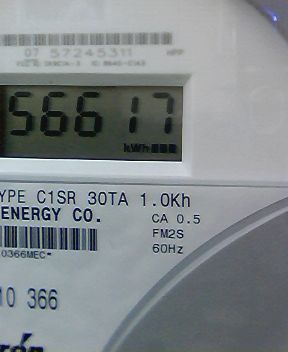 07 57245311
56617
kWh
YPE C1SR 30TA 1.0Kh
ENERGY CO.
CA 0.5
FM2S
60Hz
0366MEC*
10 366
rón